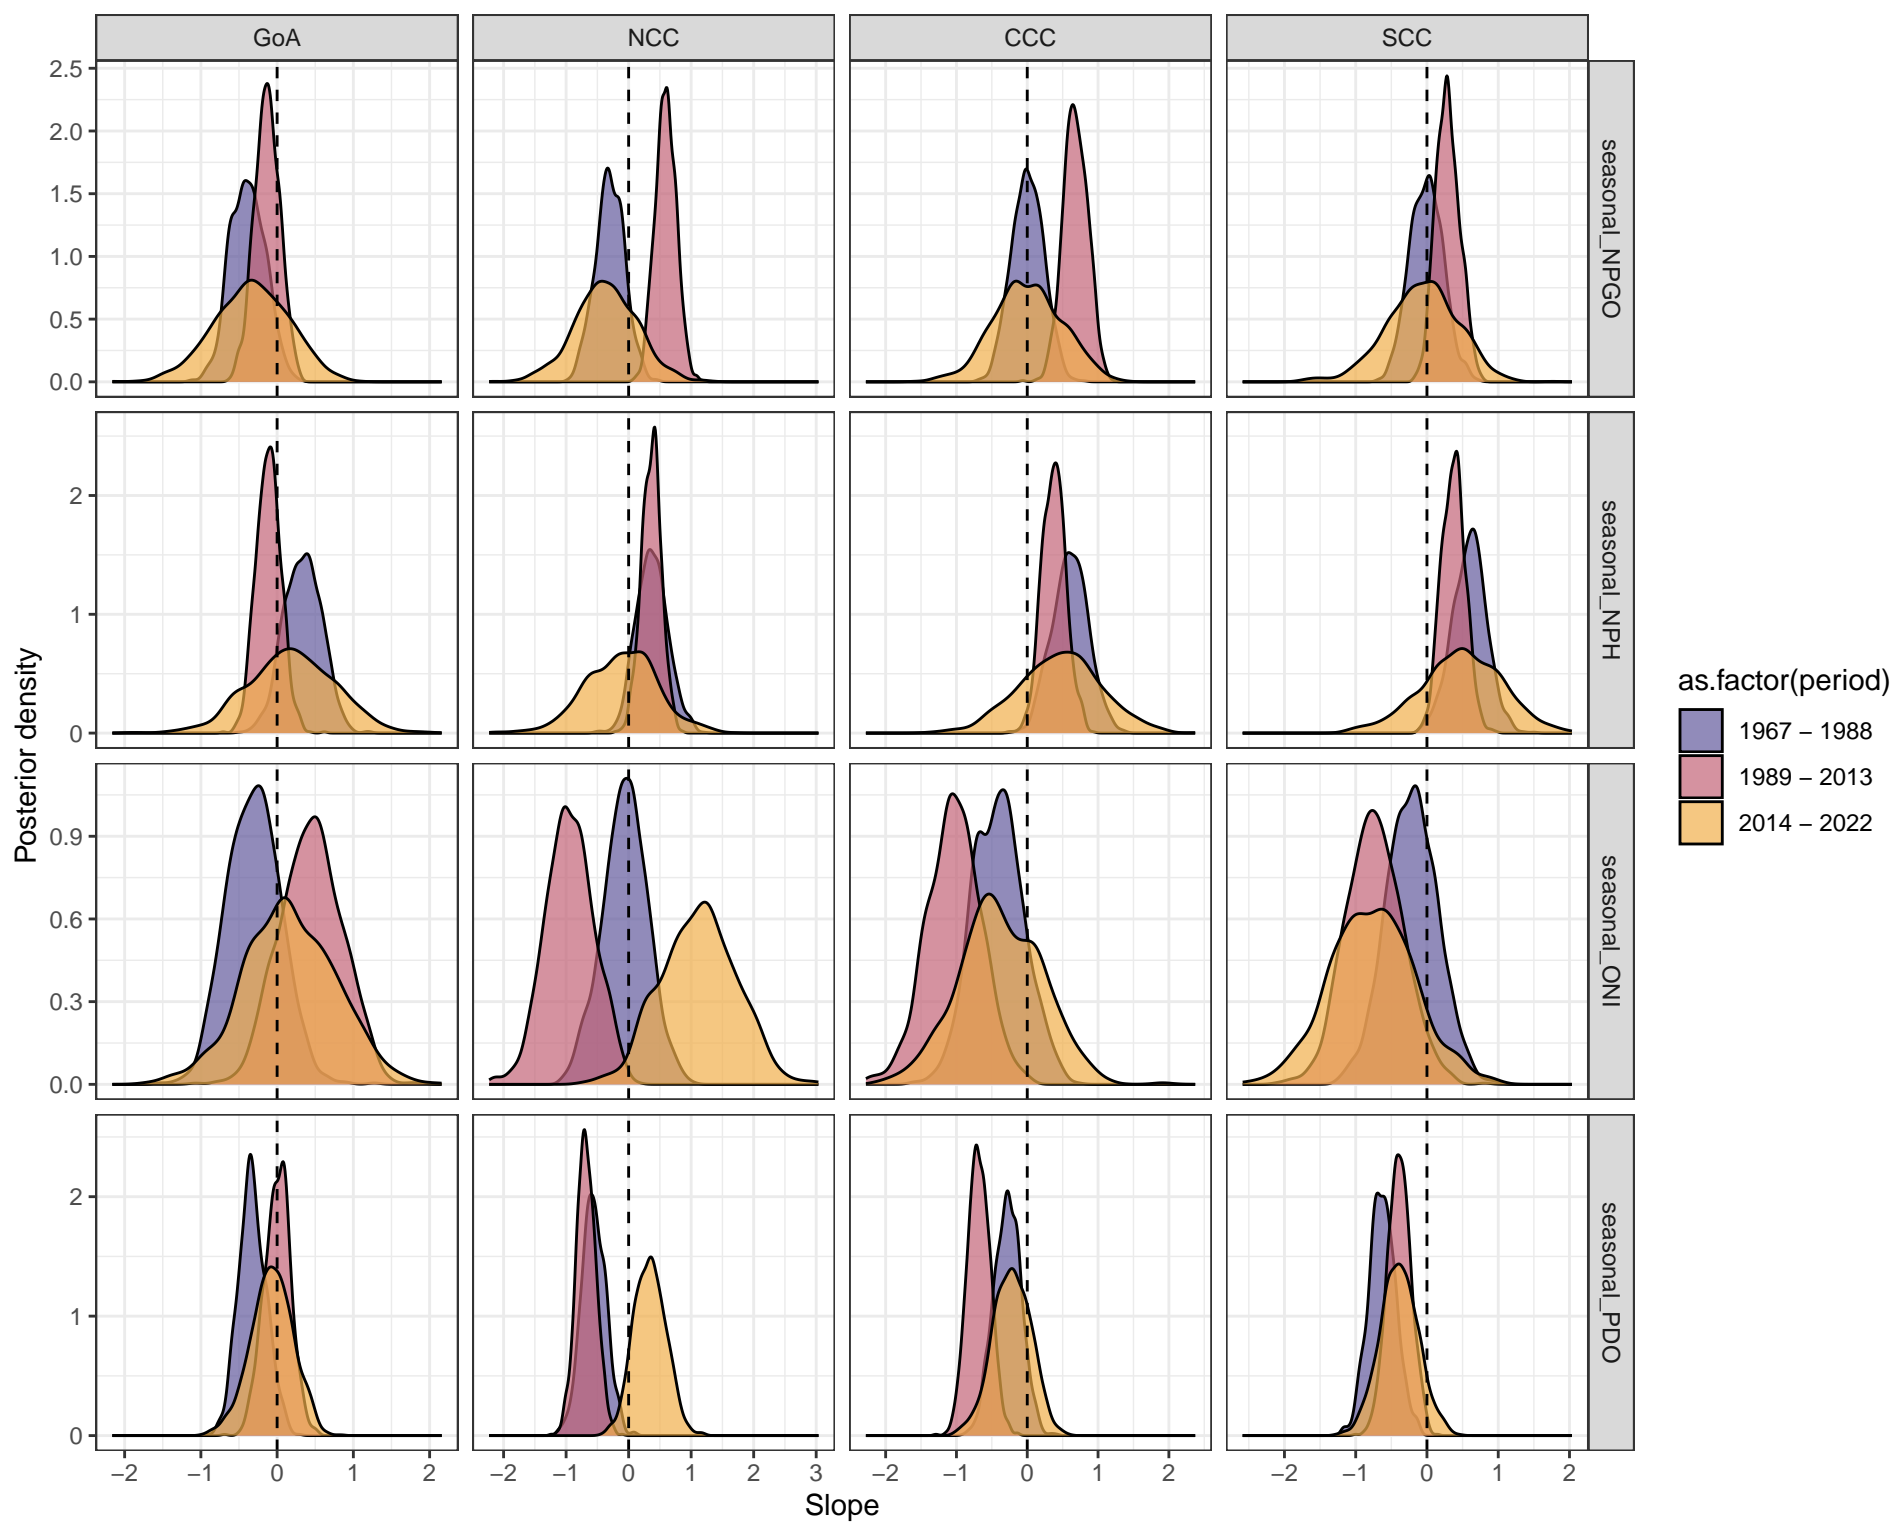 GoA NCC CCC SCC
2.5
2.0
1.5
1.0
0.5
0.0
seasonal_NPGO
2
1
0
seasonal_NPH
0.9
0.6
0.3
0.0
seasonal_ONI
2
1
0
seasonal_PDO
−2 −1 0 1 2
−2 −1 0 1 2 3
−2 −1 0 1 2
−2 −1 0 1 2
Slope
Posterior density
as.factor(period)
1967 − 1988
1989 − 2013
2014 − 2022